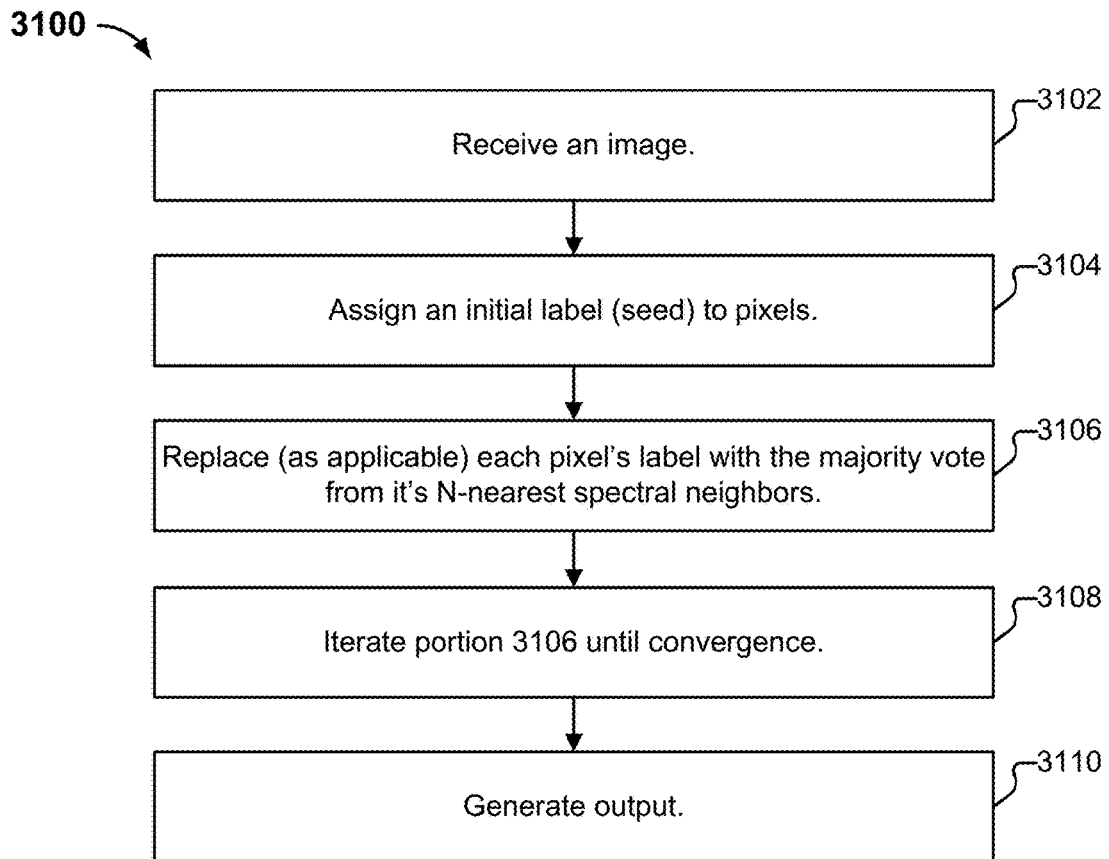 3100
3102
Receive an image.
3104
Assign an initial label (seed) to pixels.
3106
Replace (as applicable) each pixel's label with the majority vote
from it's N-nearest spectral neighbors.
3108
Iterate portion 3106 until convergence.
3110
Generate output.